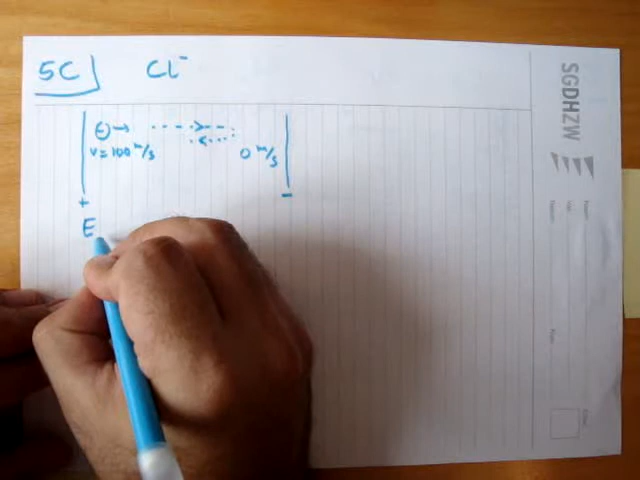 5C Cl⁻
⊖→
v = 100 m/s 0 m/s
+ −
E
SGDHZW